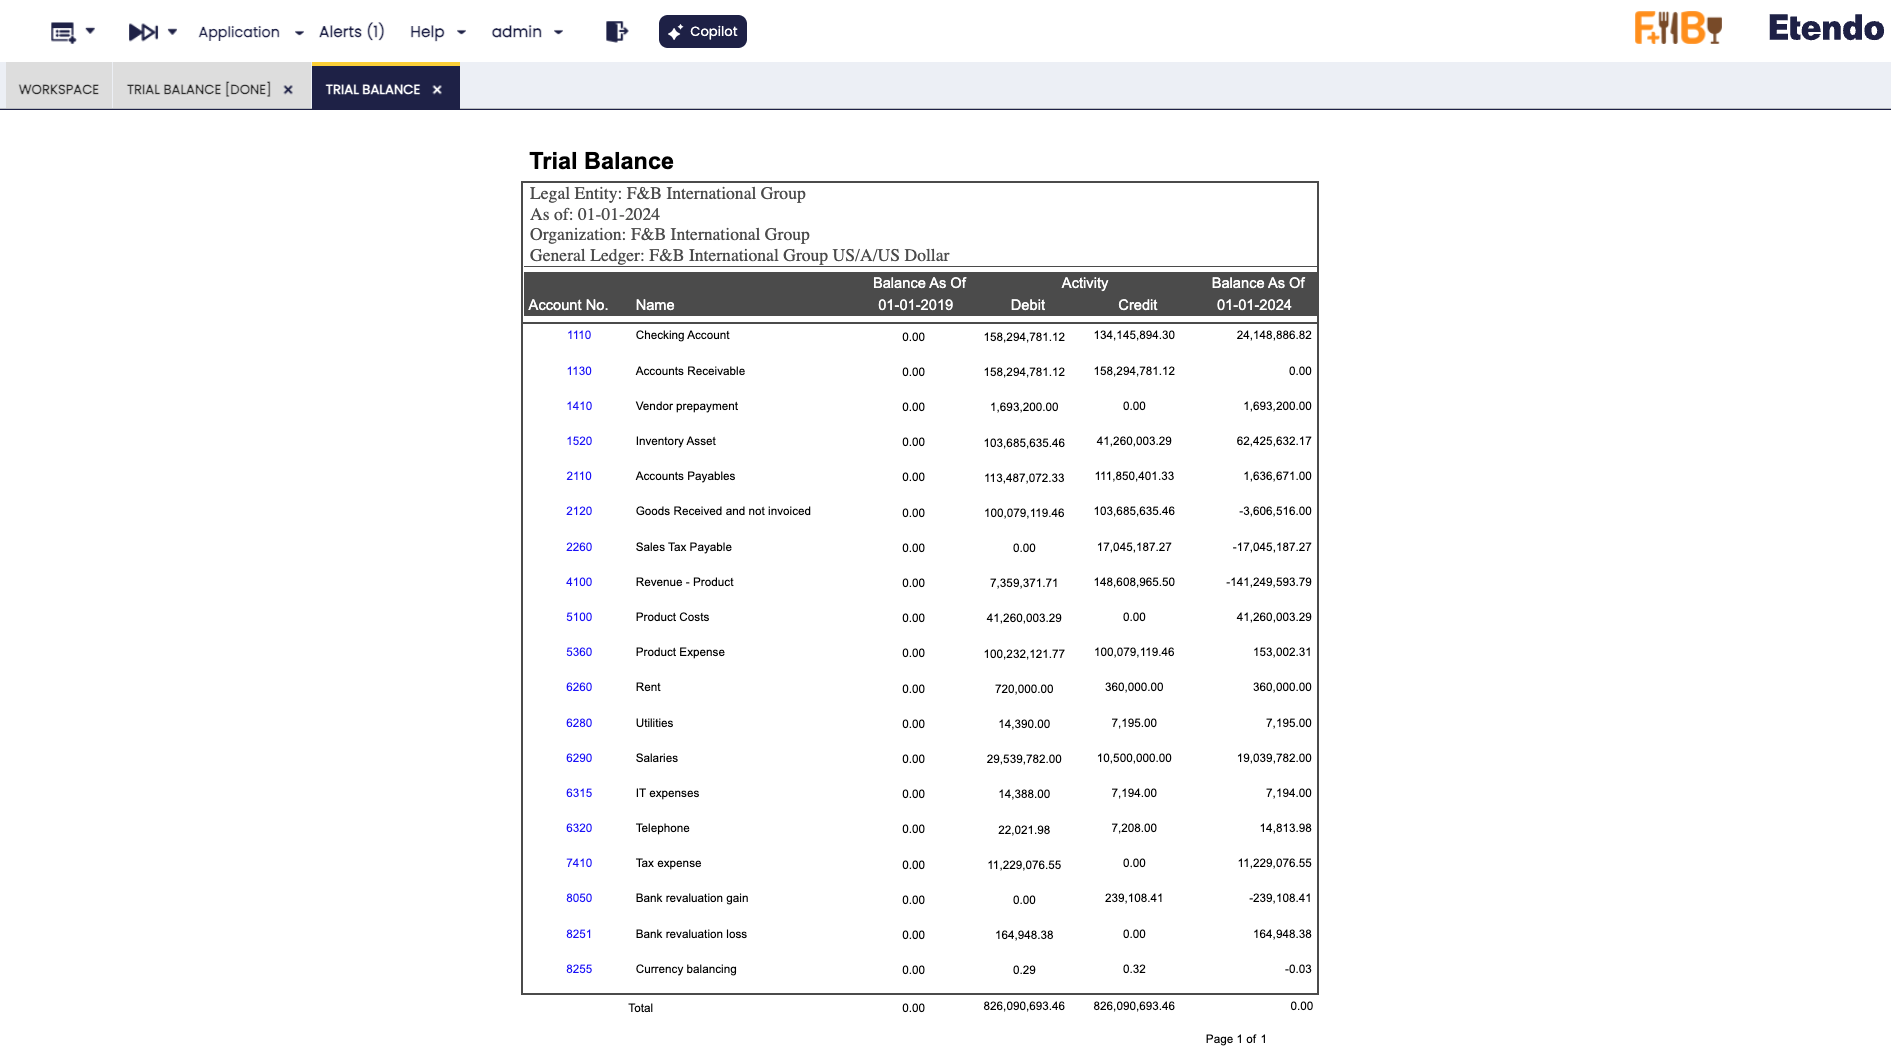 Application
Alerts (1)
Help
admin
Copilot
F+B
Etendo
WORKSPACE
TRIAL BALANCE [DONE]
TRIAL BALANCE
Trial Balance
Legal Entity: F&B International Group
As of: 01-01-2024
Organization: F&B International Group
General Ledger: F&B International Group US/A/US Dollar
Balance As Of Activity Balance As Of
Account No. Name 01-01-2019 Debit Credit 01-01-2024
1110 Checking Account 0.00 158,294,781.12 134,145,894.30 24,148,886.82
1130 Accounts Receivable 0.00 158,294,781.12 158,294,781.12 0.00
1410 Vendor prepayment 0.00 1,693,200.00 0.00 1,693,200.00
1520 Inventory Asset 0.00 103,685,635.46 41,260,003.29 62,425,632.17
2110 Accounts Payables 0.00 113,487,072.33 111,850,401.33 1,636,671.00
2120 Goods Received and not invoiced 0.00 100,079,119.46 103,685,635.46 -3,606,516.00
2260 Sales Tax Payable 0.00 0.00 17,045,187.27 -17,045,187.27
4100 Revenue - Product 0.00 7,359,371.71 148,608,965.50 -141,249,593.79
5100 Product Costs 0.00 41,260,003.29 0.00 41,260,003.29
5360 Product Expense 0.00 100,232,121.77 100,079,119.46 153,002.31
6260 Rent 0.00 720,000.00 360,000.00 360,000.00
6280 Utilities 0.00 14,390.00 7,195.00 7,195.00
6290 Salaries 0.00 29,539,782.00 10,500,000.00 19,039,782.00
6315 IT expenses 0.00 14,388.00 7,194.00 7,194.00
6320 Telephone 0.00 22,021.98 7,208.00 14,813.98
7410 Tax expense 0.00 11,229,076.55 0.00 11,229,076.55
8050 Bank revaluation gain 0.00 0.00 239,108.41 -239,108.41
8251 Bank revaluation loss 0.00 164,948.38 0.00 164,948.38
8255 Currency balancing 0.00 0.29 0.32 -0.03
Total 0.00 826,090,693.46 826,090,693.46 0.00
Page 1 of 1